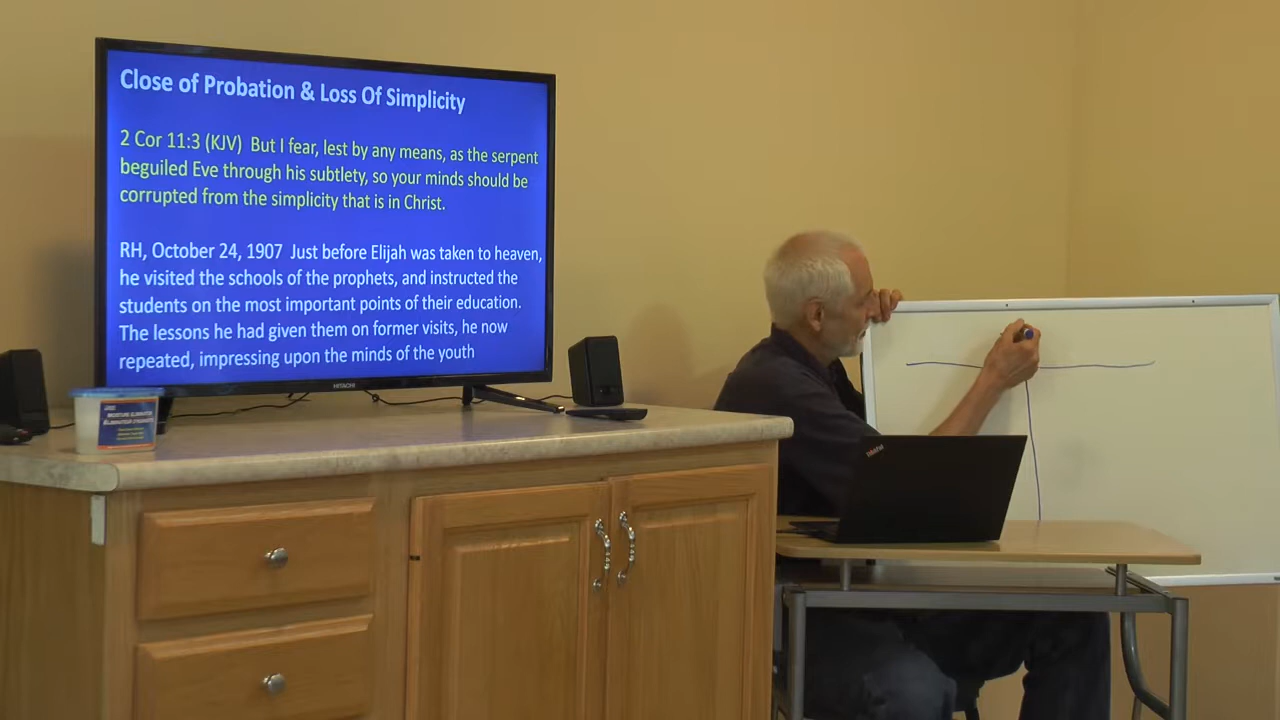 Close of Probation & Loss Of Simplicity
2 Cor 11:3 (KJV)  But I fear, lest by any means, as the serpent
beguiled Eve through his subtlety, so your minds should be
corrupted from the simplicity that is in Christ.
RH, October 24, 1907  Just before Elijah was taken to heaven,
he visited the schools of the prophets, and instructed the
students on the most important points of their education.
The lessons he had given them on former visits, he now
repeated, impressing upon the minds of the youth
HITACHI
MOISTURE ELIMINATOR